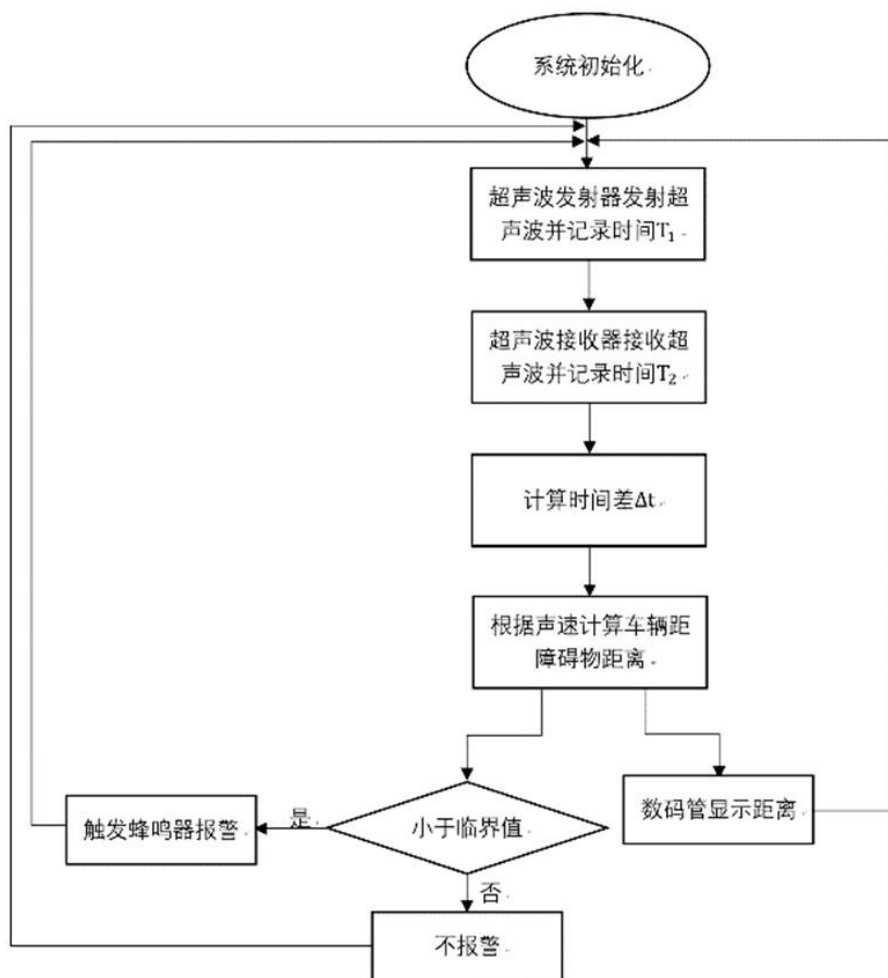 系统初始化
超声波发射器发射超
声波并记录时间T₁
超声波接收器接收超
声波并记录时间T₂
计算时间差Δt
根据声速计算车辆距
障碍物距离
小于临界值
是
触发蜂鸣器报警
数码管显示距离
否
不报警